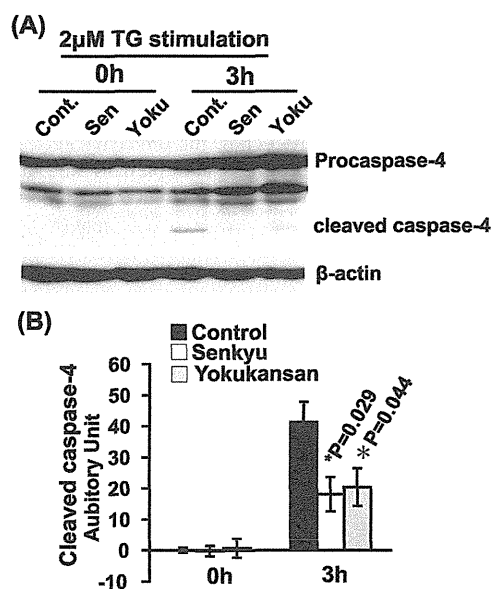 (A)
2μM TG stimulation
0h 3h
Cont. Sen Yoku Cont. Sen Yoku
Procaspase-4
cleaved caspase-4
β-actin
(B)
Control
Senkyu
Yokukansan
Cleaved caspase-4
Aubitory Unit
60
50
40
30
20
10
0
-10
*P=0.029
*P=0.044
0h 3h